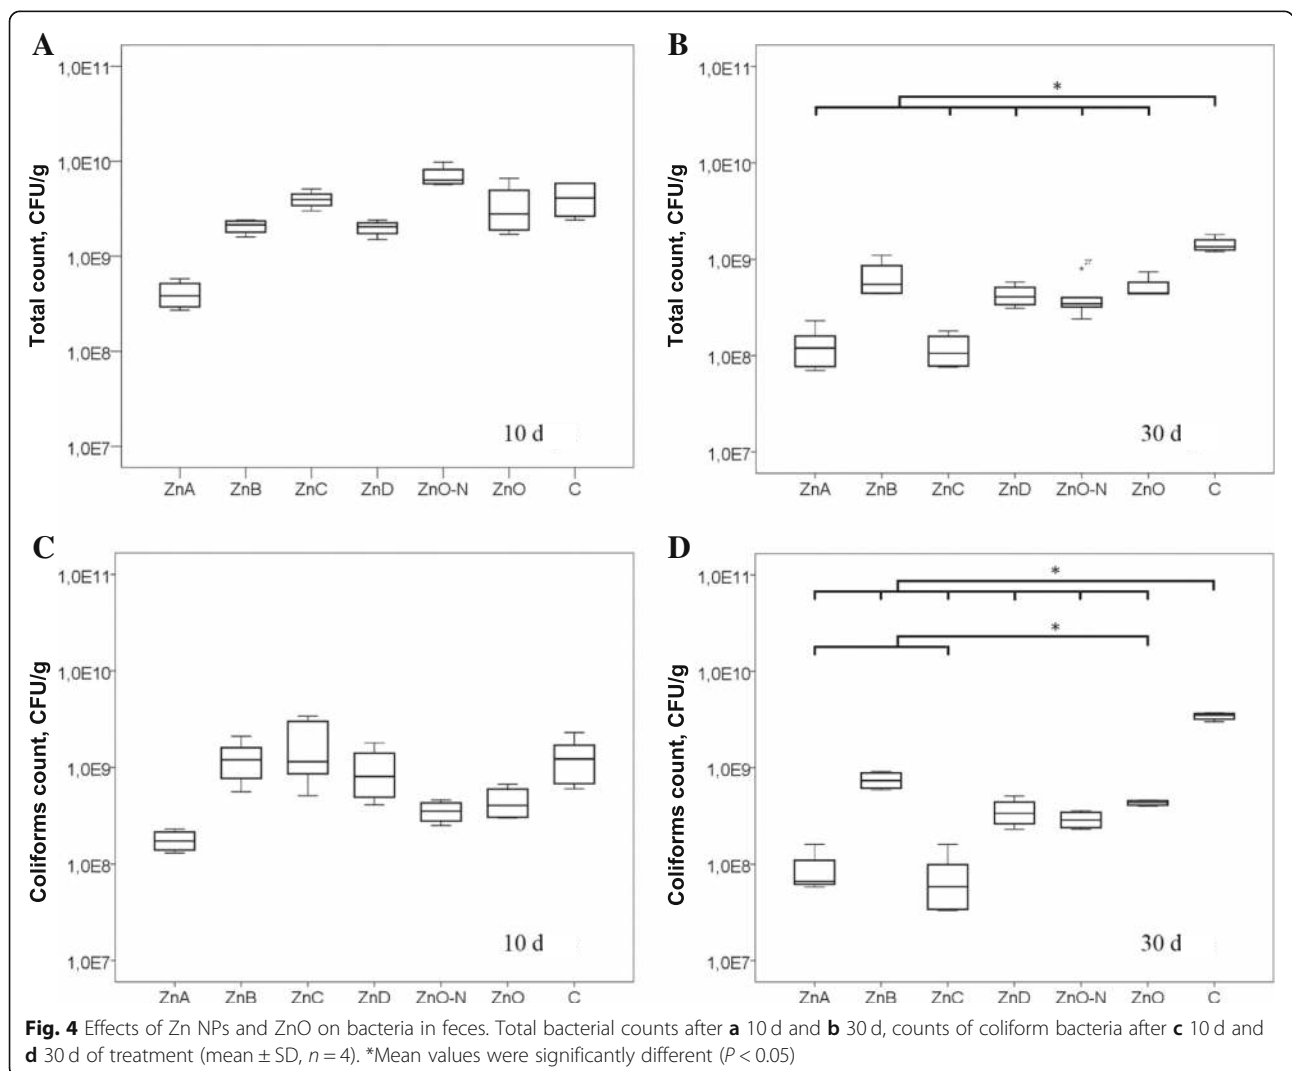 A
Total count, CFU/g
1,0E11
1,0E10
1,0E9
1,0E8
1,0E7
10 d
ZnA ZnB ZnC ZnD ZnO-N ZnO C
B
Total count, CFU/g
1,0E11
1,0E10
1,0E9
1,0E8
1,0E7
*
30 d
ZnA ZnB ZnC ZnD ZnO-N ZnO C
C
Coliforms count, CFU/g
1,0E11
1,0E10
1,0E9
1,0E8
1,0E7
10 d
ZnA ZnB ZnC ZnD ZnO-N ZnO C
D
Coliforms count, CFU/g
1,0E11
1,0E10
1,0E9
1,0E8
1,0E7
*
*
30 d
ZnA ZnB ZnC ZnD ZnO-N ZnO C
Fig. 4 Effects of Zn NPs and ZnO on bacteria in feces. Total bacterial counts after a 10 d and b 30 d, counts of coliform bacteria after c 10 d and
d 30 d of treatment (mean ± SD, n = 4). *Mean values were significantly different (P < 0.05)